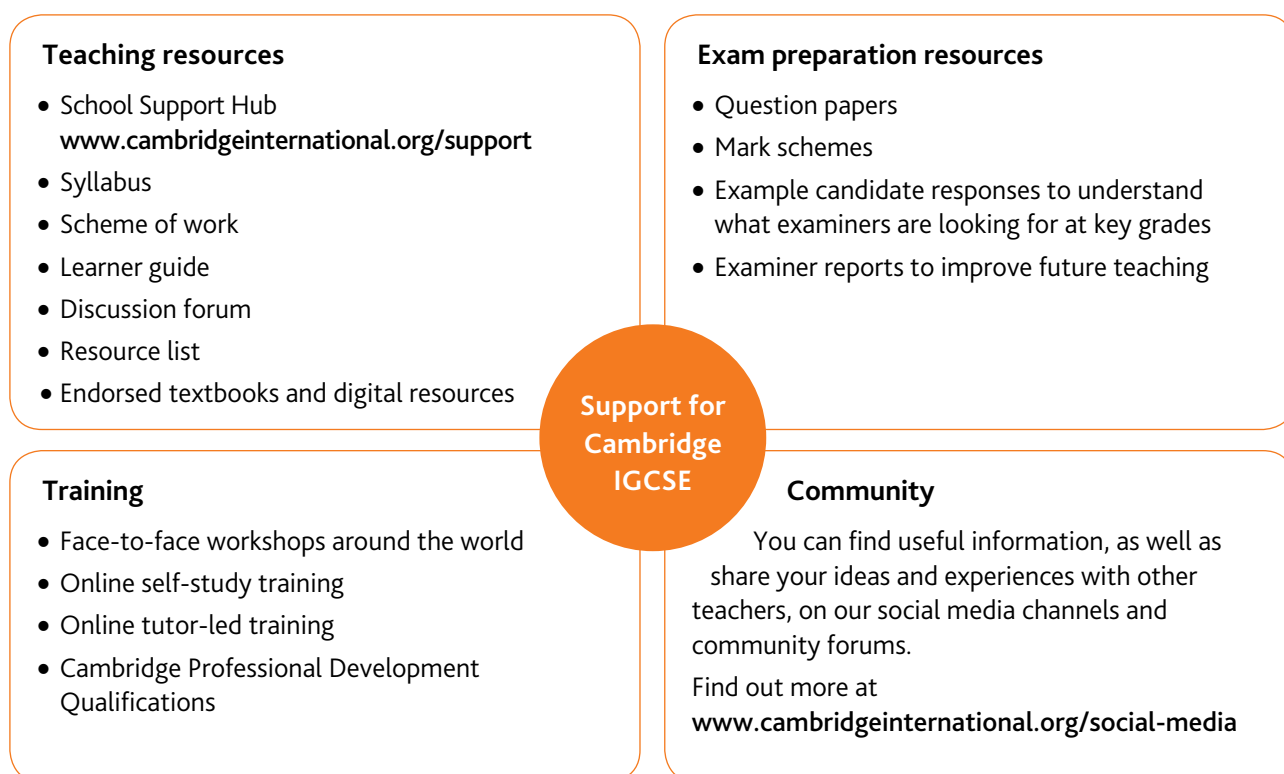 Teaching resources
• School Support Hub
www.cambridgeinternational.org/support
• Syllabus
• Scheme of work
• Learner guide
• Discussion forum
• Resource list
• Endorsed textbooks and digital resources
Exam preparation resources
• Question papers
• Mark schemes
• Example candidate responses to understand
what examiners are looking for at key grades
• Examiner reports to improve future teaching
Support for
Cambridge
IGCSE
Training
• Face-to-face workshops around the world
• Online self-study training
• Online tutor-led training
• Cambridge Professional Development
Qualifications
Community
You can find useful information, as well as
share your ideas and experiences with other
teachers, on our social media channels and
community forums.
Find out more at
www.cambridgeinternational.org/social-media